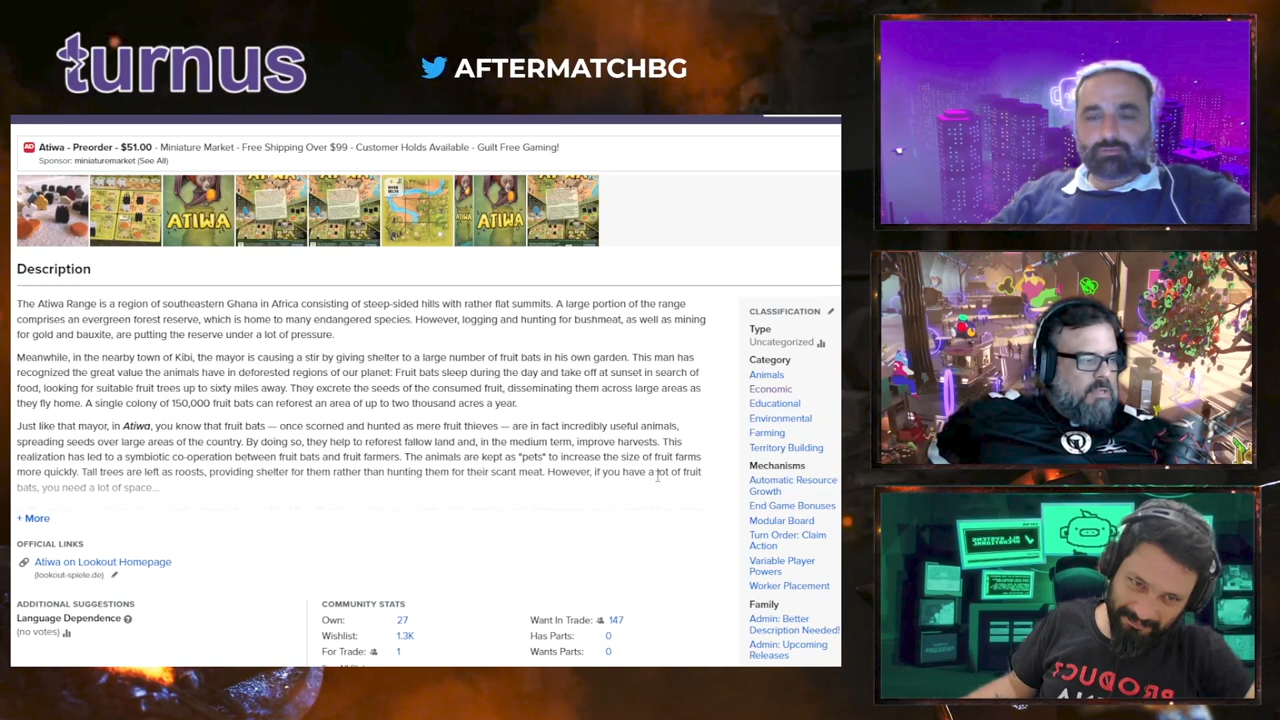 turnus
AFTERMATCHBG
AD Atiwa - Preorder - $51.00 - Miniature Market - Free Shipping Over $99 - Customer Holds Available - Guilt Free Gaming!
Sponsor: miniaturemarket (See All)
ATIWA
ATIWA
Description
The Atiwa Range is a region of southeastern Ghana in Africa consisting of steep-sided hills with rather flat summits. A large portion of the range
comprises an evergreen forest reserve, which is home to many endangered species. However, logging and hunting for bushmeat, as well as mining
for gold and bauxite, are putting the reserve under a lot of pressure.
Meanwhile, in the nearby town of Kibi, the mayor is causing a stir by giving shelter to a large number of fruit bats in his own garden. This man has
recognized the great value the animals have in deforested regions of our planet: Fruit bats sleep during the day and take off at sunset in search of
food, looking for suitable fruit trees up to sixty miles away. They excrete the seeds of the consumed fruit, disseminating them across large areas as
they fly home. A single colony of 150,000 fruit bats can reforest an area of up to two thousand acres a year.
Just like that mayor, in Atiwa, you know that fruit bats — once scorned and hunted as mere fruit thieves — are in fact incredibly useful animals,
spreading seeds over large areas of the country. By doing so, they help to reforest fallow land and, in the medium term, improve harvests. This
realization has led to a symbiotic co-operation between fruit bats and fruit farmers. The animals are kept as "pets" to increase the size of fruit farms
more quickly. Tall trees are left as roosts, providing shelter for them rather than hunting them for their scant meat. However, if you have a lot of fruit
bats, you need a lot of space...
+ More
OFFICIAL LINKS
Atiwa on Lookout Homepage
(lookout-spiele.de)
ADDITIONAL SUGGESTIONS
Language Dependence
(no votes)
COMMUNITY STATS
Own: 27
Wishlist: 1.3K
For Trade: 1
Want In Trade: 147
Has Parts: 0
Wants Parts: 0
CLASSIFICATION
Type
Uncategorized
Category
Animals
Economic
Educational
Environmental
Farming
Territory Building
Mechanisms
Automatic Resource
Growth
End Game Bonuses
Modular Board
Turn Order: Claim
Action
Variable Player
Powers
Worker Placement
Family
Admin: Better
Description Needed!
Admin: Upcoming
Releases
PRODUCT